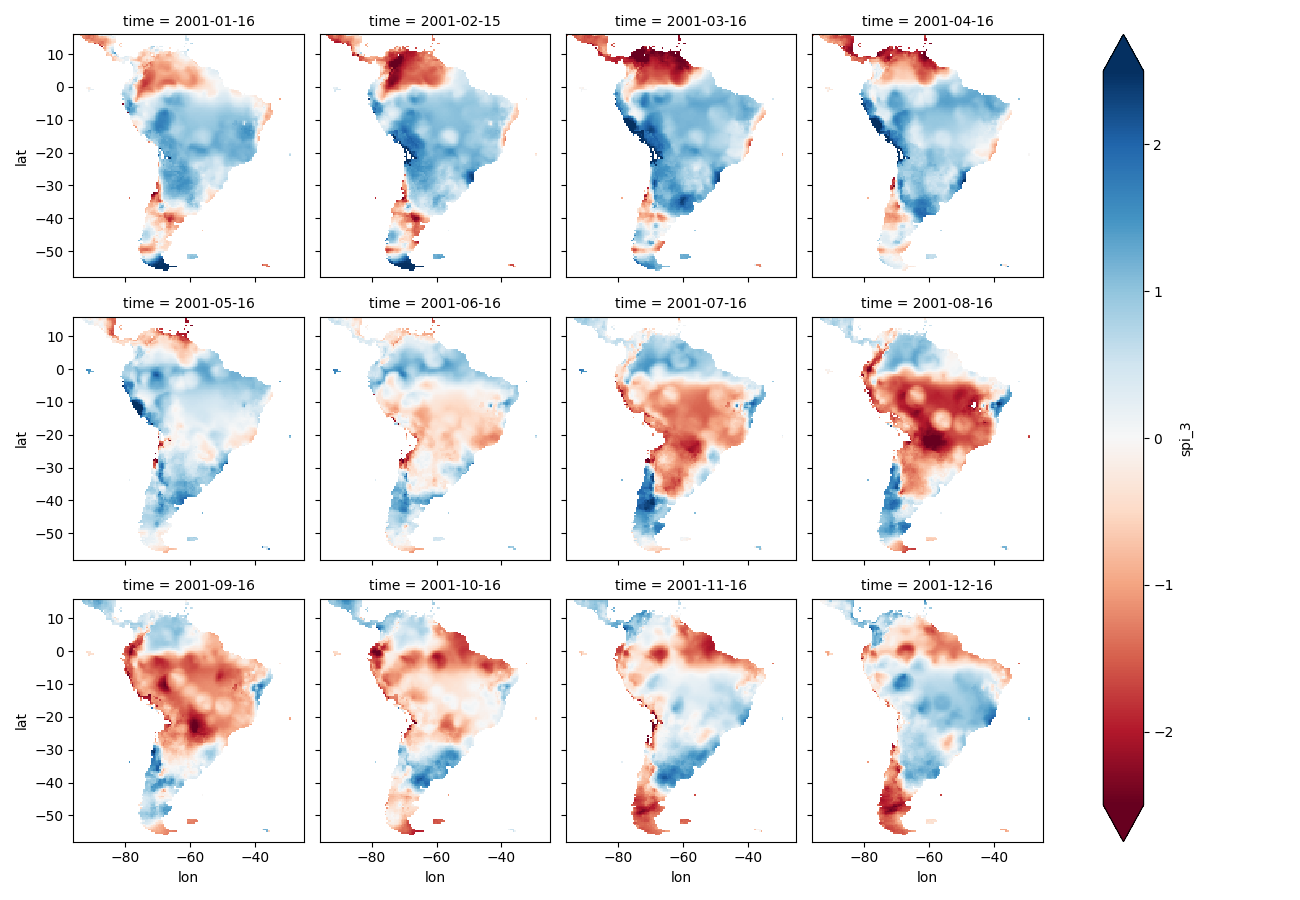 time = 2001-01-16
time = 2001-02-15
time = 2001-03-16
time = 2001-04-16
10
0
−10
−20
−30
−40
−50
lat
time = 2001-05-16
time = 2001-06-16
time = 2001-07-16
time = 2001-08-16
10
0
−10
−20
−30
−40
−50
lat
time = 2001-09-16
time = 2001-10-16
time = 2001-11-16
time = 2001-12-16
10
0
−10
−20
−30
−40
−50
lat
−80
−60
−40
lon
−80
−60
−40
lon
−80
−60
−40
lon
−80
−60
−40
lon
2
1
0
−1
−2
spi_3